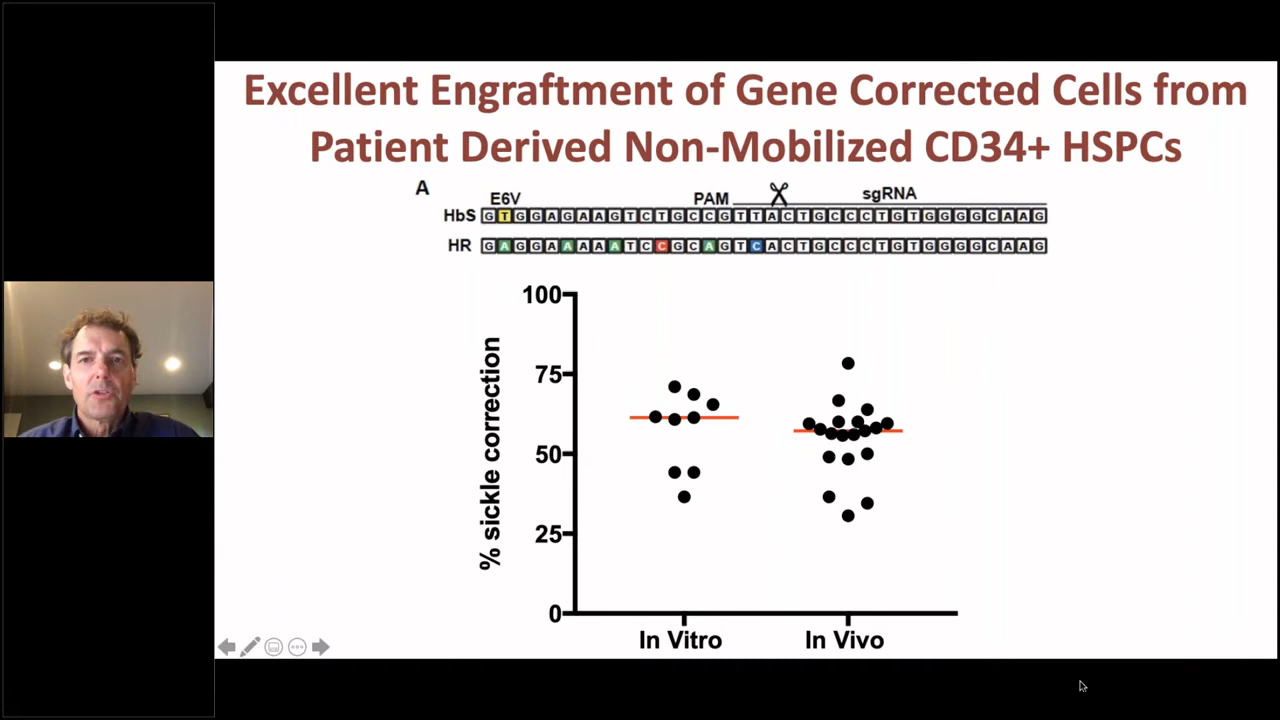 Excellent Engraftment of Gene Corrected Cells from
Patient Derived Non-Mobilized CD34+ HSPCs
A
E6V PAM sgRNA
HbS GTGGAGAAGTCTGCCGTTACTGCCCTGTGGGGCAAG
HR GAGGAAAAATCCGCAGTCACTGCCCTGTGGGGCAAG
% sickle correction
100
75
50
25
0
In Vitro In Vivo